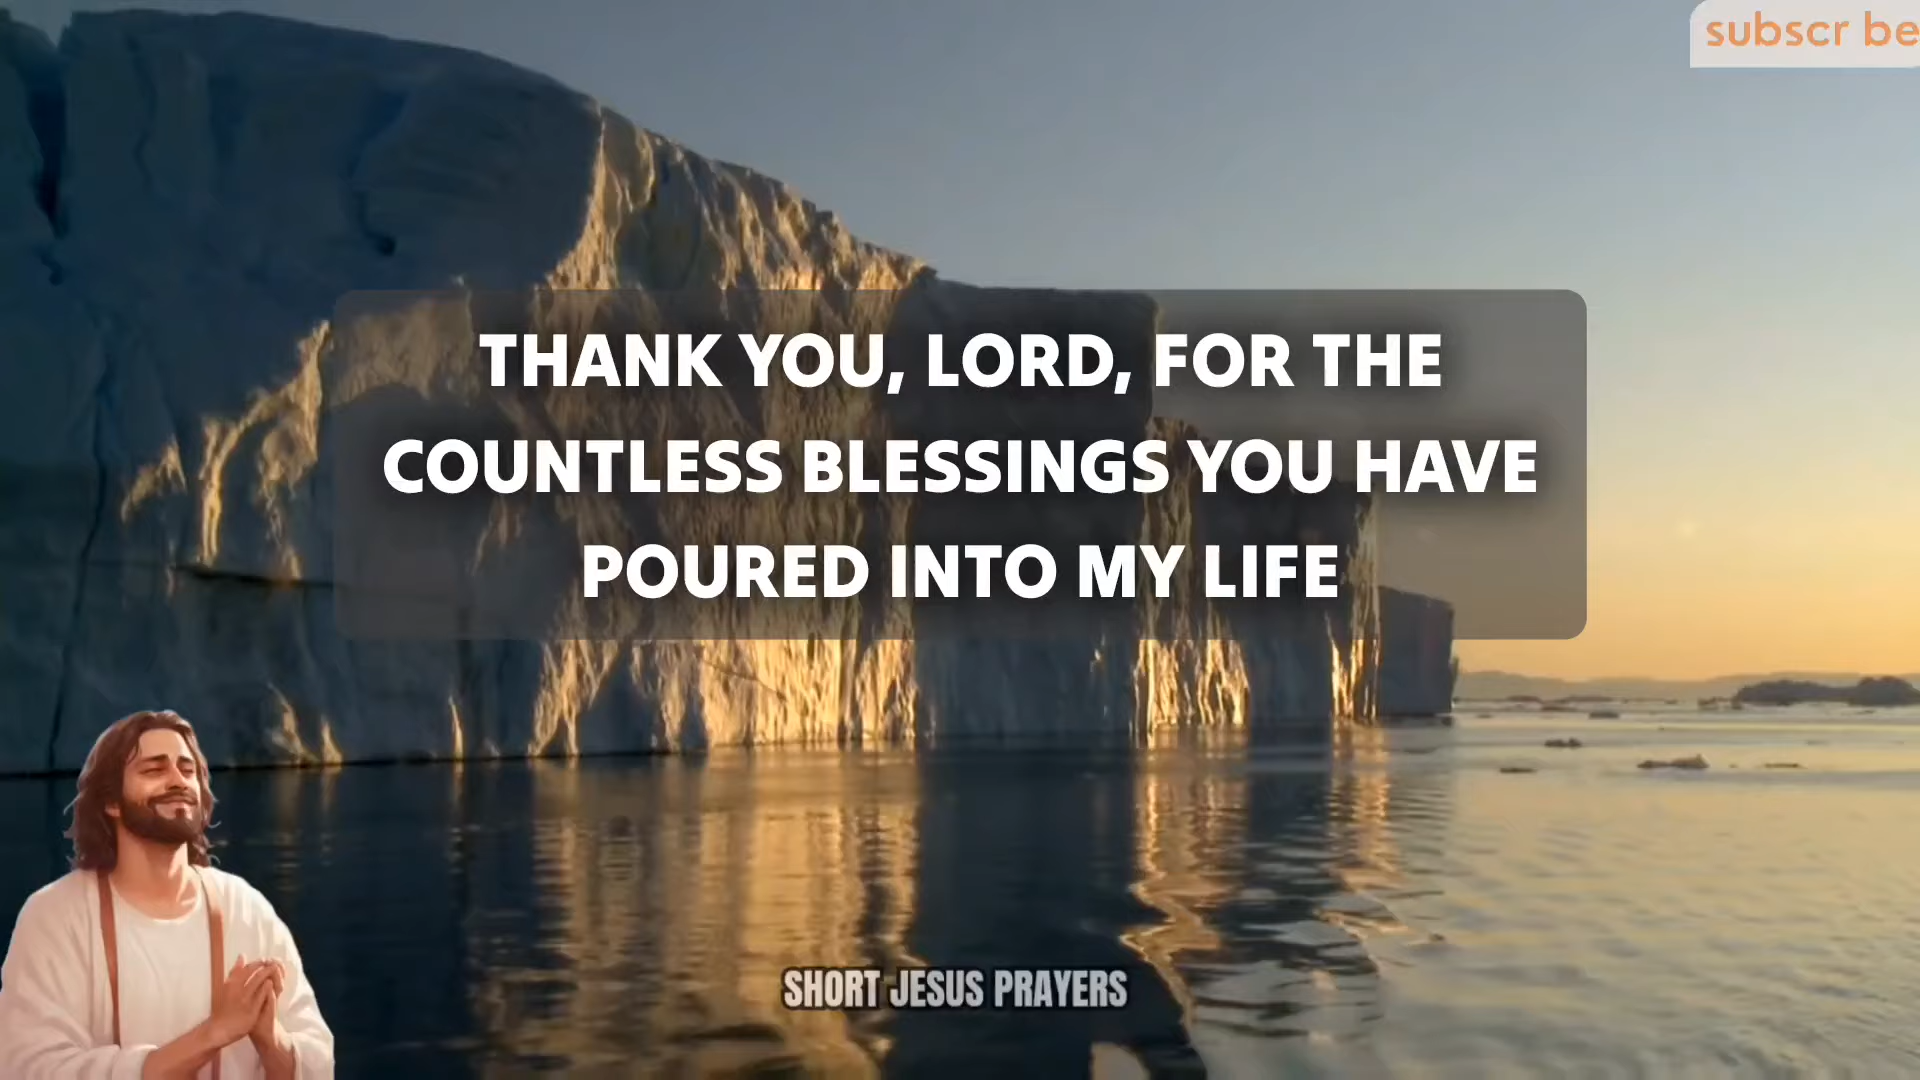 subscr be
THANK YOU, LORD, FOR THE
COUNTLESS BLESSINGS YOU HAVE
POURED INTO MY LIFE
SHORT JESUS PRAYERS